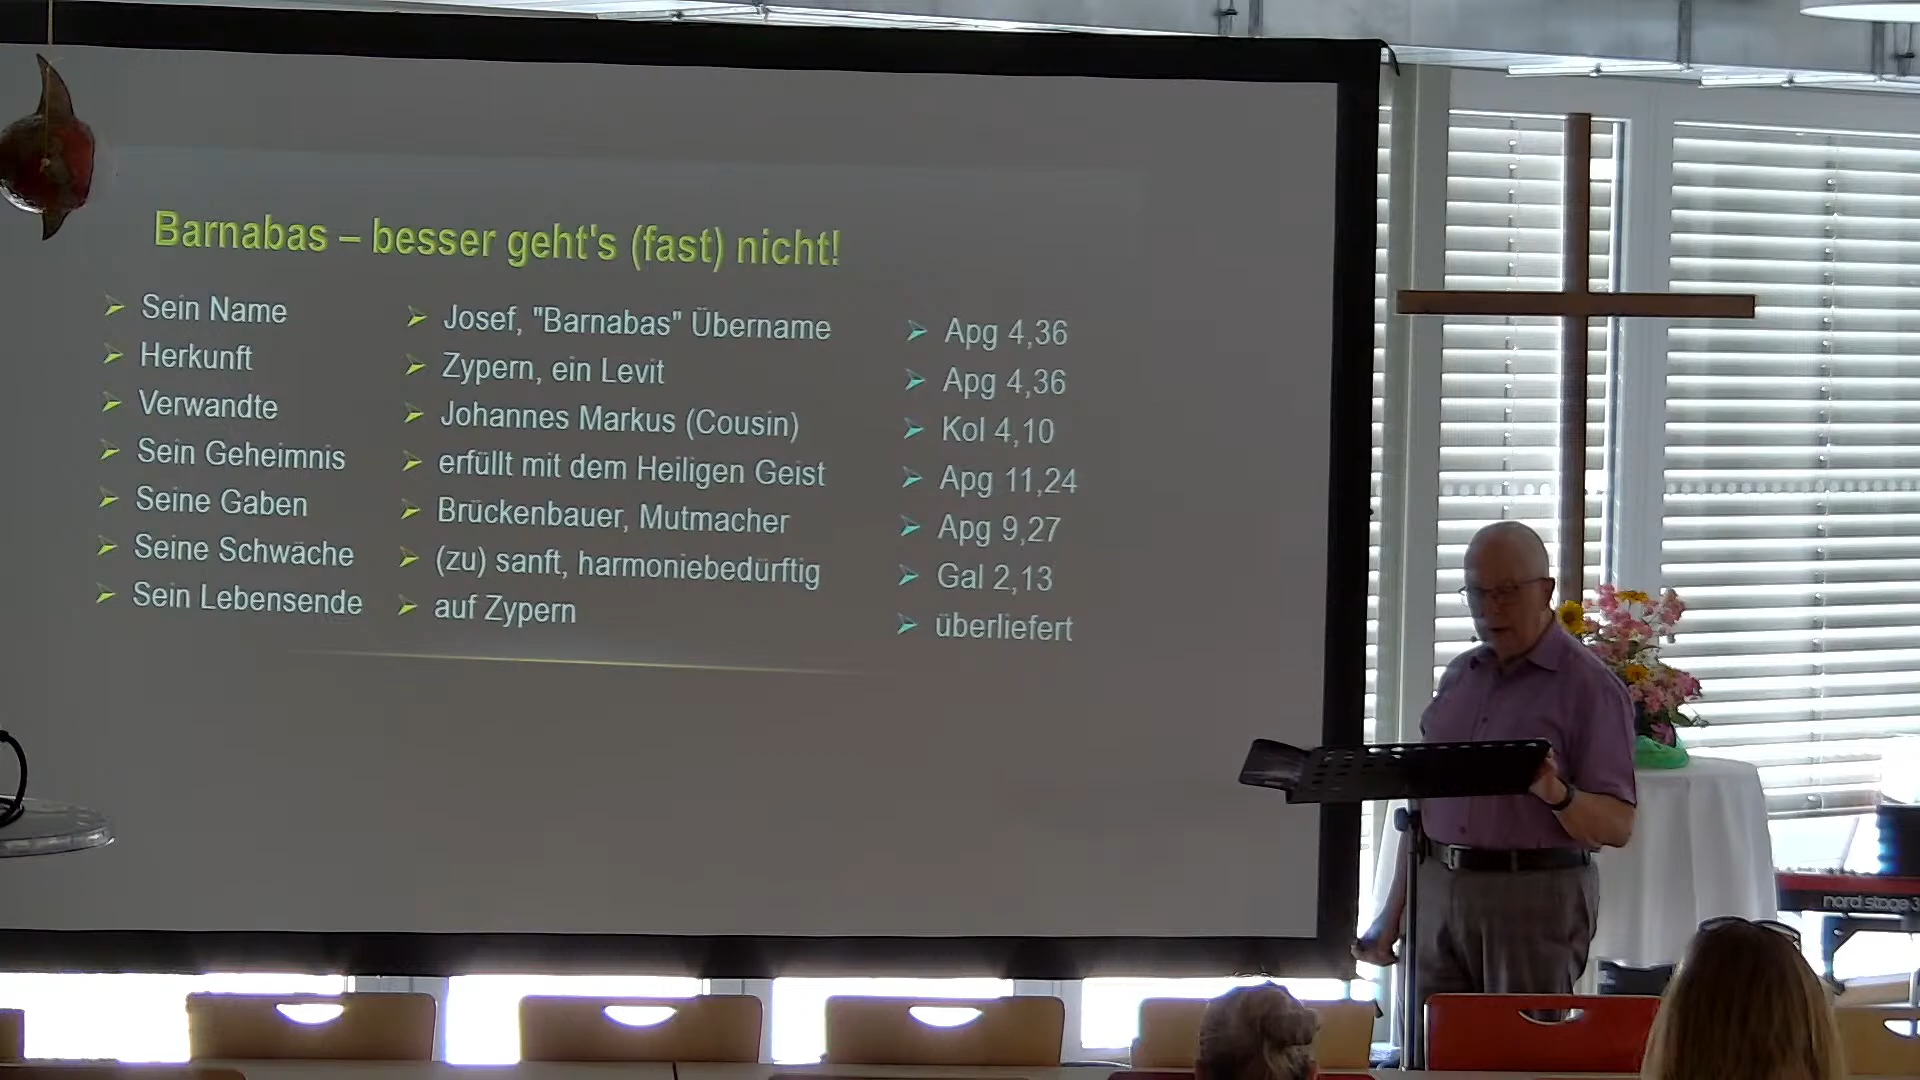 Barnabas – besser geht's (fast) nicht!
➢ Sein Name ➢ Josef, "Barnabas" Übername ➢ Apg 4,36
➢ Herkunft ➢ Zypern, ein Levit ➢ Apg 4,36
➢ Verwandte ➢ Johannes Markus (Cousin) ➢ Kol 4,10
➢ Sein Geheimnis ➢ erfüllt mit dem Heiligen Geist ➢ Apg 11,24
➢ Seine Gaben ➢ Brückenbauer, Mutmacher ➢ Apg 9,27
➢ Seine Schwäche ➢ (zu) sanft, harmoniebedürftig ➢ Gal 2,13
➢ Sein Lebensende ➢ auf Zypern ➢ überliefert
nord stage 3